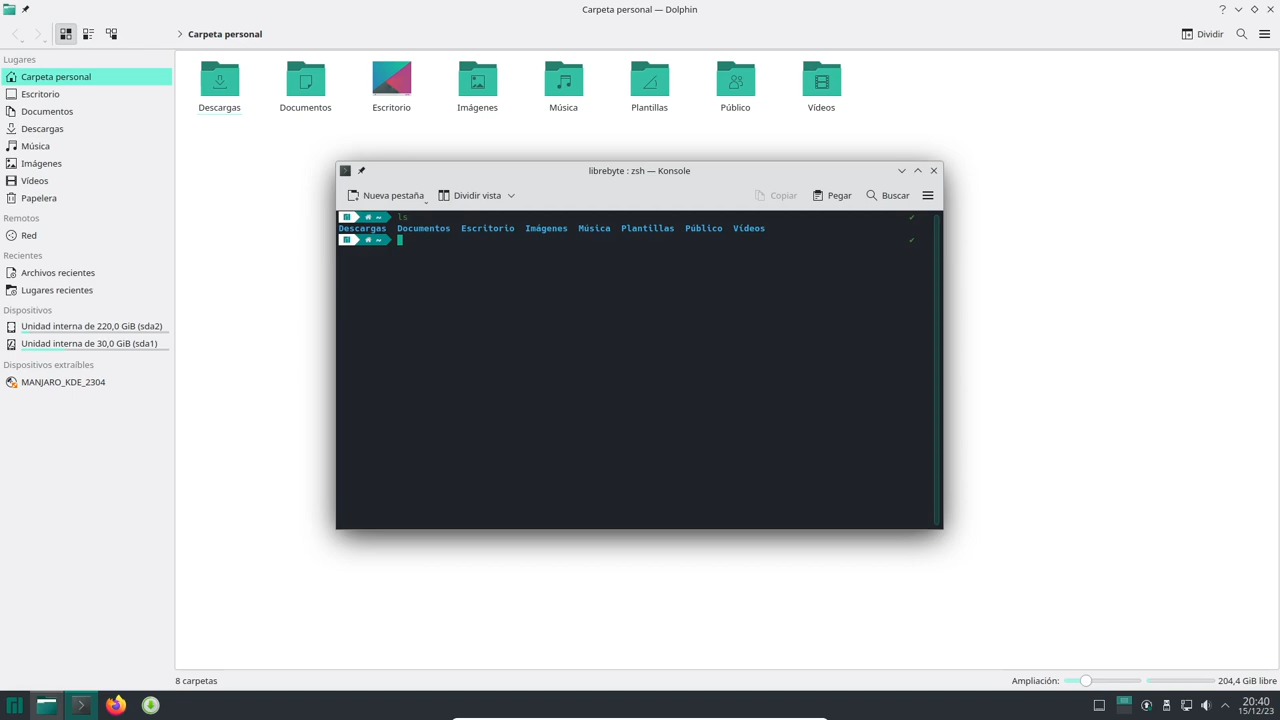 Carpeta personal — Dolphin
Carpeta personal
Dividir
Lugares
Carpeta personal
Escritorio
Documentos
Descargas
Música
Imágenes
Vídeos
Papelera
Remotos
Red
Recientes
Archivos recientes
Lugares recientes
Dispositivos
Unidad interna de 220,0 GiB (sda2)
Unidad interna de 30,0 GiB (sda1)
Dispositivos extraíbles
MANJARO_KDE_2304
Descargas Documentos Escritorio Imágenes Música Plantillas Público Vídeos
librebyte : zsh — Konsole
Nueva pestaña Dividir vista Copiar Pegar Buscar
~ ls
Descargas Documentos Escritorio Imágenes Música Plantillas Público Vídeos
~
8 carpetas
Ampliación: 204,4 GiB libre
20:40
15/12/23